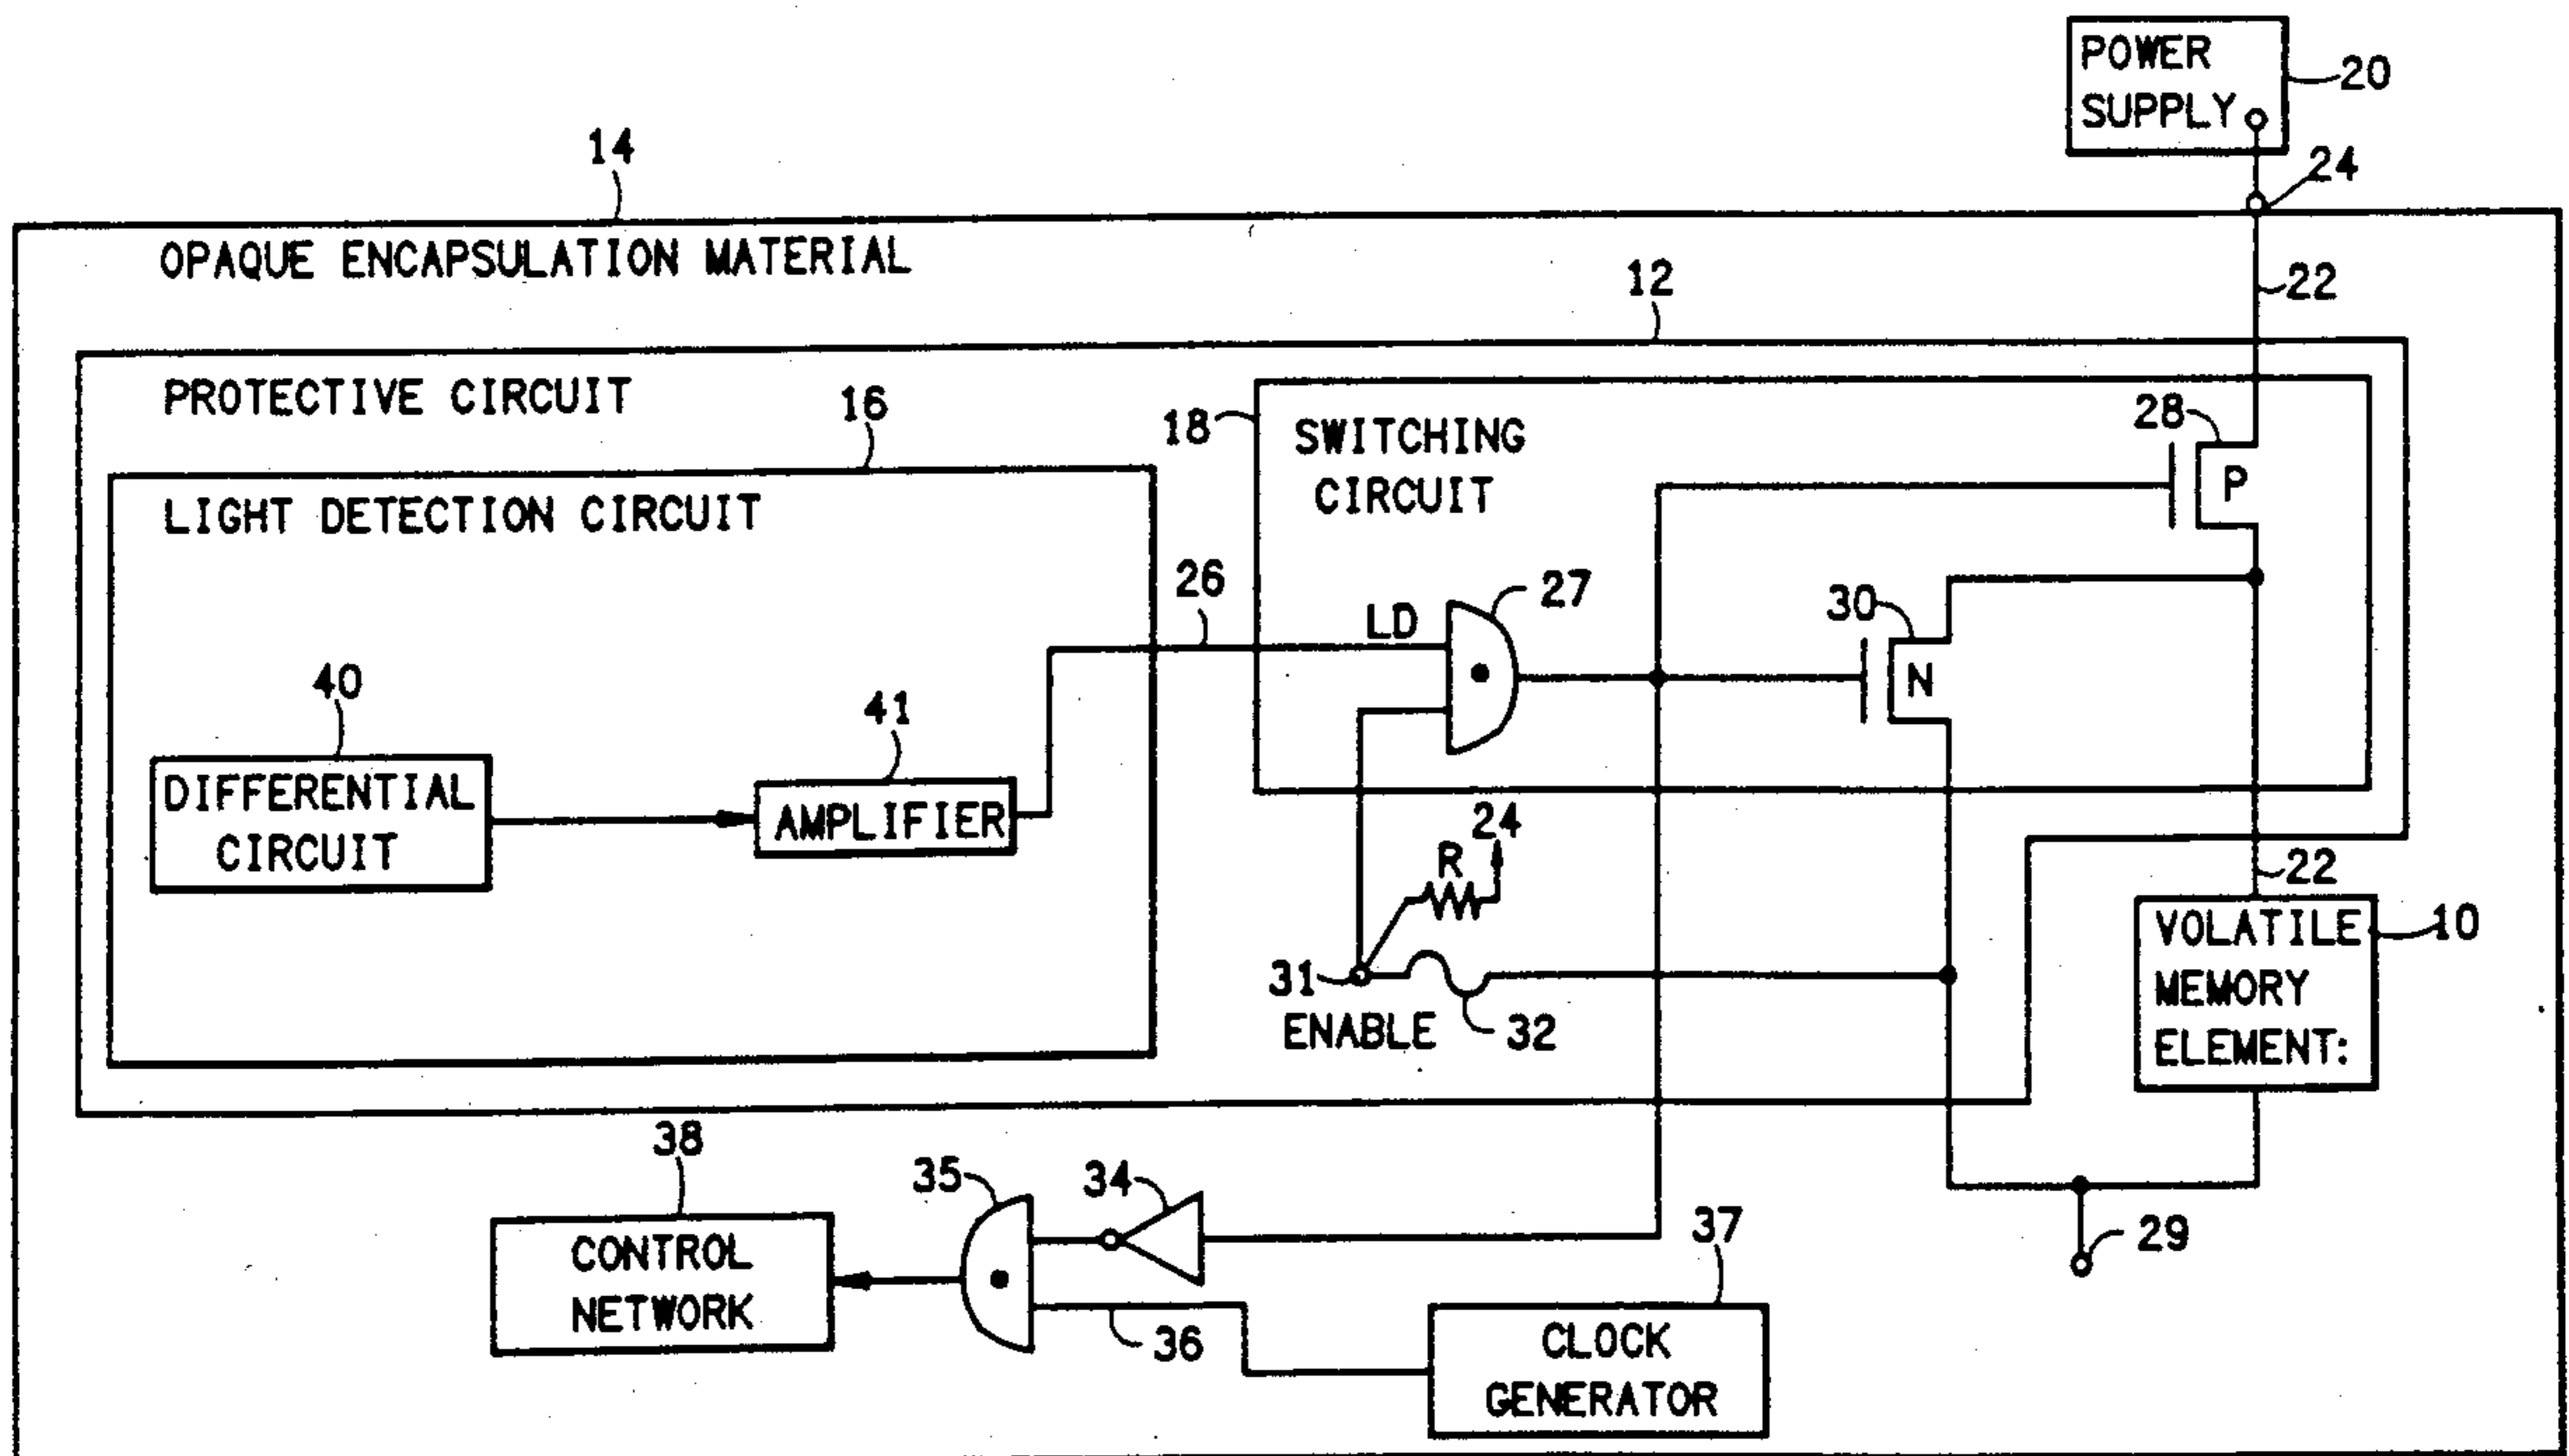 POWER
SUPPLY
20
24
14
OPAQUE ENCAPSULATION MATERIAL
12
22
PROTECTIVE CIRCUIT
16
18
SWITCHING
CIRCUIT
28
P
LIGHT DETECTION CIRCUIT
26
LD
27
30
N
40
DIFFERENTIAL
CIRCUIT
41
AMPLIFIER
24
R
22
31
ENABLE
32
VOLATILE
MEMORY
ELEMENT:
10
38
CONTROL
NETWORK
35
34
36
37
CLOCK
GENERATOR
29